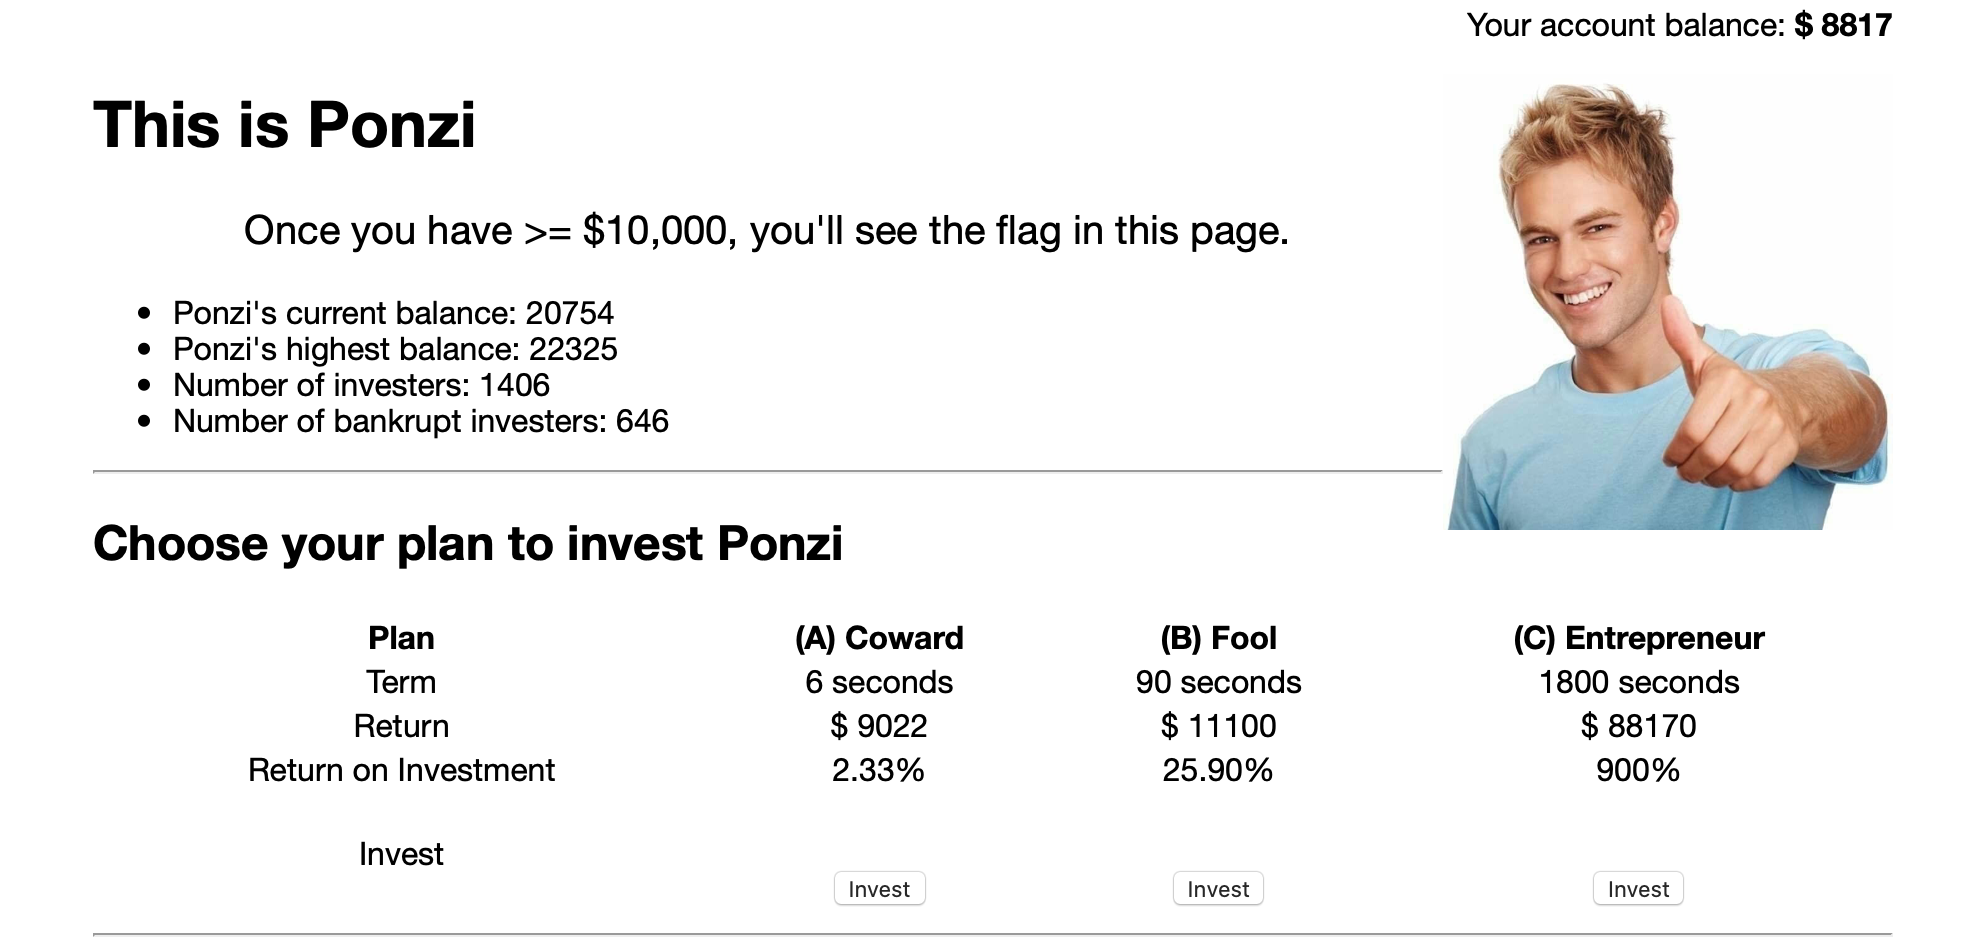 Your account balance: $ 8817
This is Ponzi
Once you have >= $10,000, you'll see the flag in this page.
• Ponzi's current balance: 20754
• Ponzi's highest balance: 22325
• Number of investers: 1406
• Number of bankrupt investers: 646
Choose your plan to invest Ponzi
Plan (A) Coward (B) Fool (C) Entrepreneur
Term 6 seconds 90 seconds 1800 seconds
Return $ 9022 $ 11100 $ 88170
Return on Investment 2.33% 25.90% 900%
Invest
Invest Invest Invest